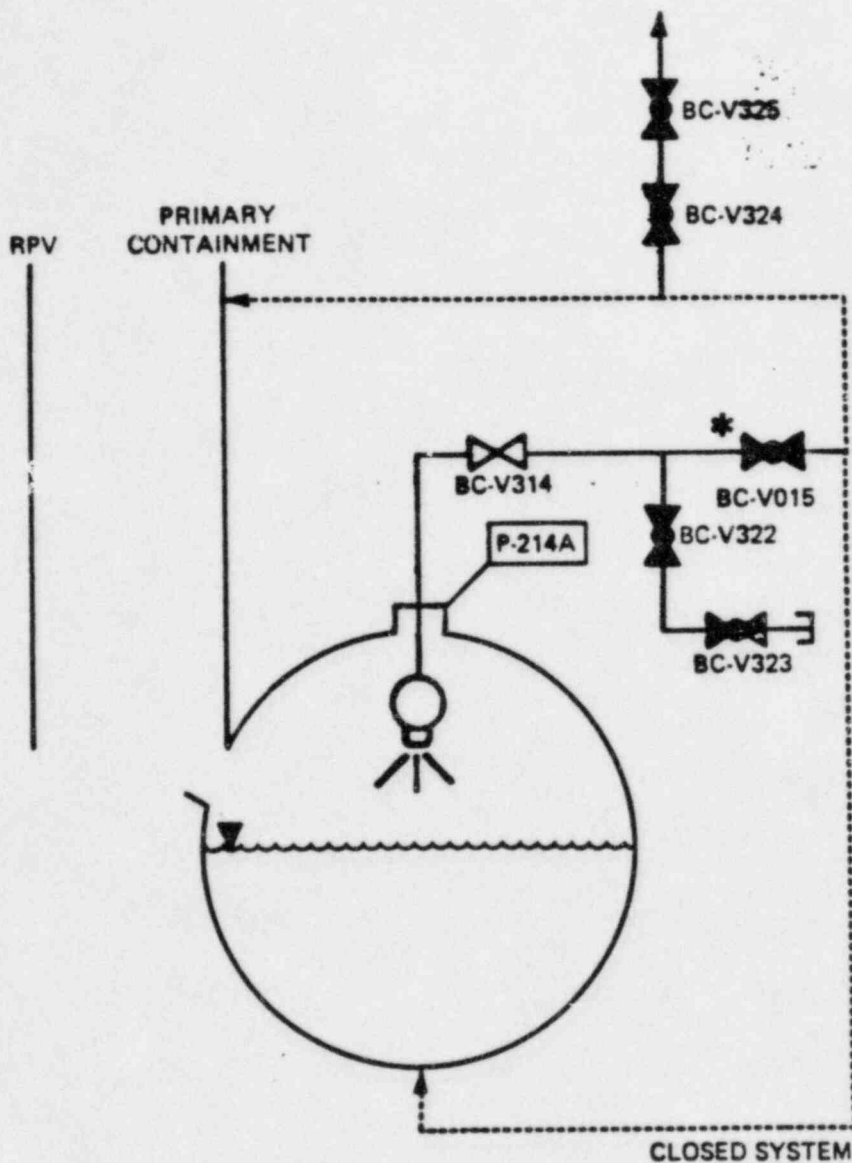 BC-V325
BC-V324
RPV
PRIMARY
CONTAINMENT
*
BC-V314
BC-V015
BC-V322
P-214A
BC-V323
CLOSED SYSTEM